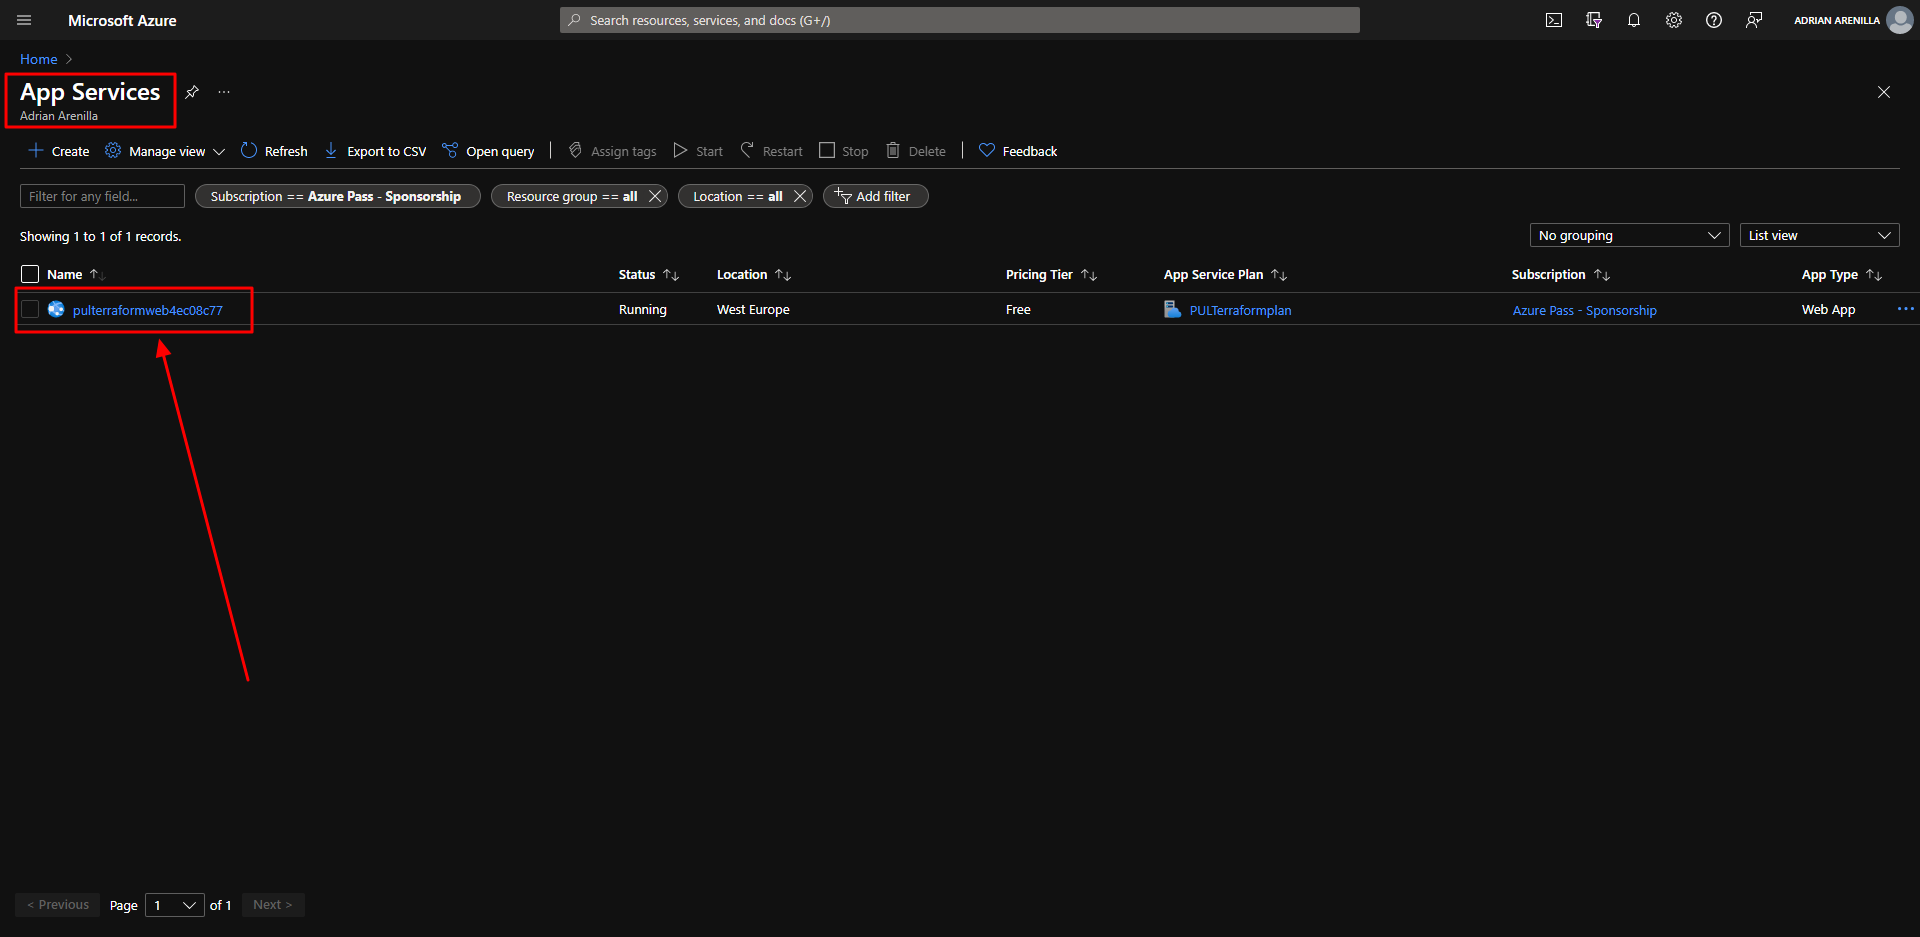 Microsoft Azure
Search resources, services, and docs (G+/)
ADRIAN ARENILLA
Home
App Services
Adrian Arenilla
Create
Manage view
Refresh
Export to CSV
Open query
Assign tags
Start
Restart
Stop
Delete
Feedback
Filter for any field...
Subscription == Azure Pass - Sponsorship
Resource group == all
Location == all
Add filter
Showing 1 to 1 of 1 records.
No grouping
List view
Name
Status
Location
Pricing Tier
App Service Plan
Subscription
App Type
pulterraformweb4ec08c77
Running
West Europe
Free
PULTerraformplan
Azure Pass - Sponsorship
Web App
< Previous
Page
1
of 1
Next >